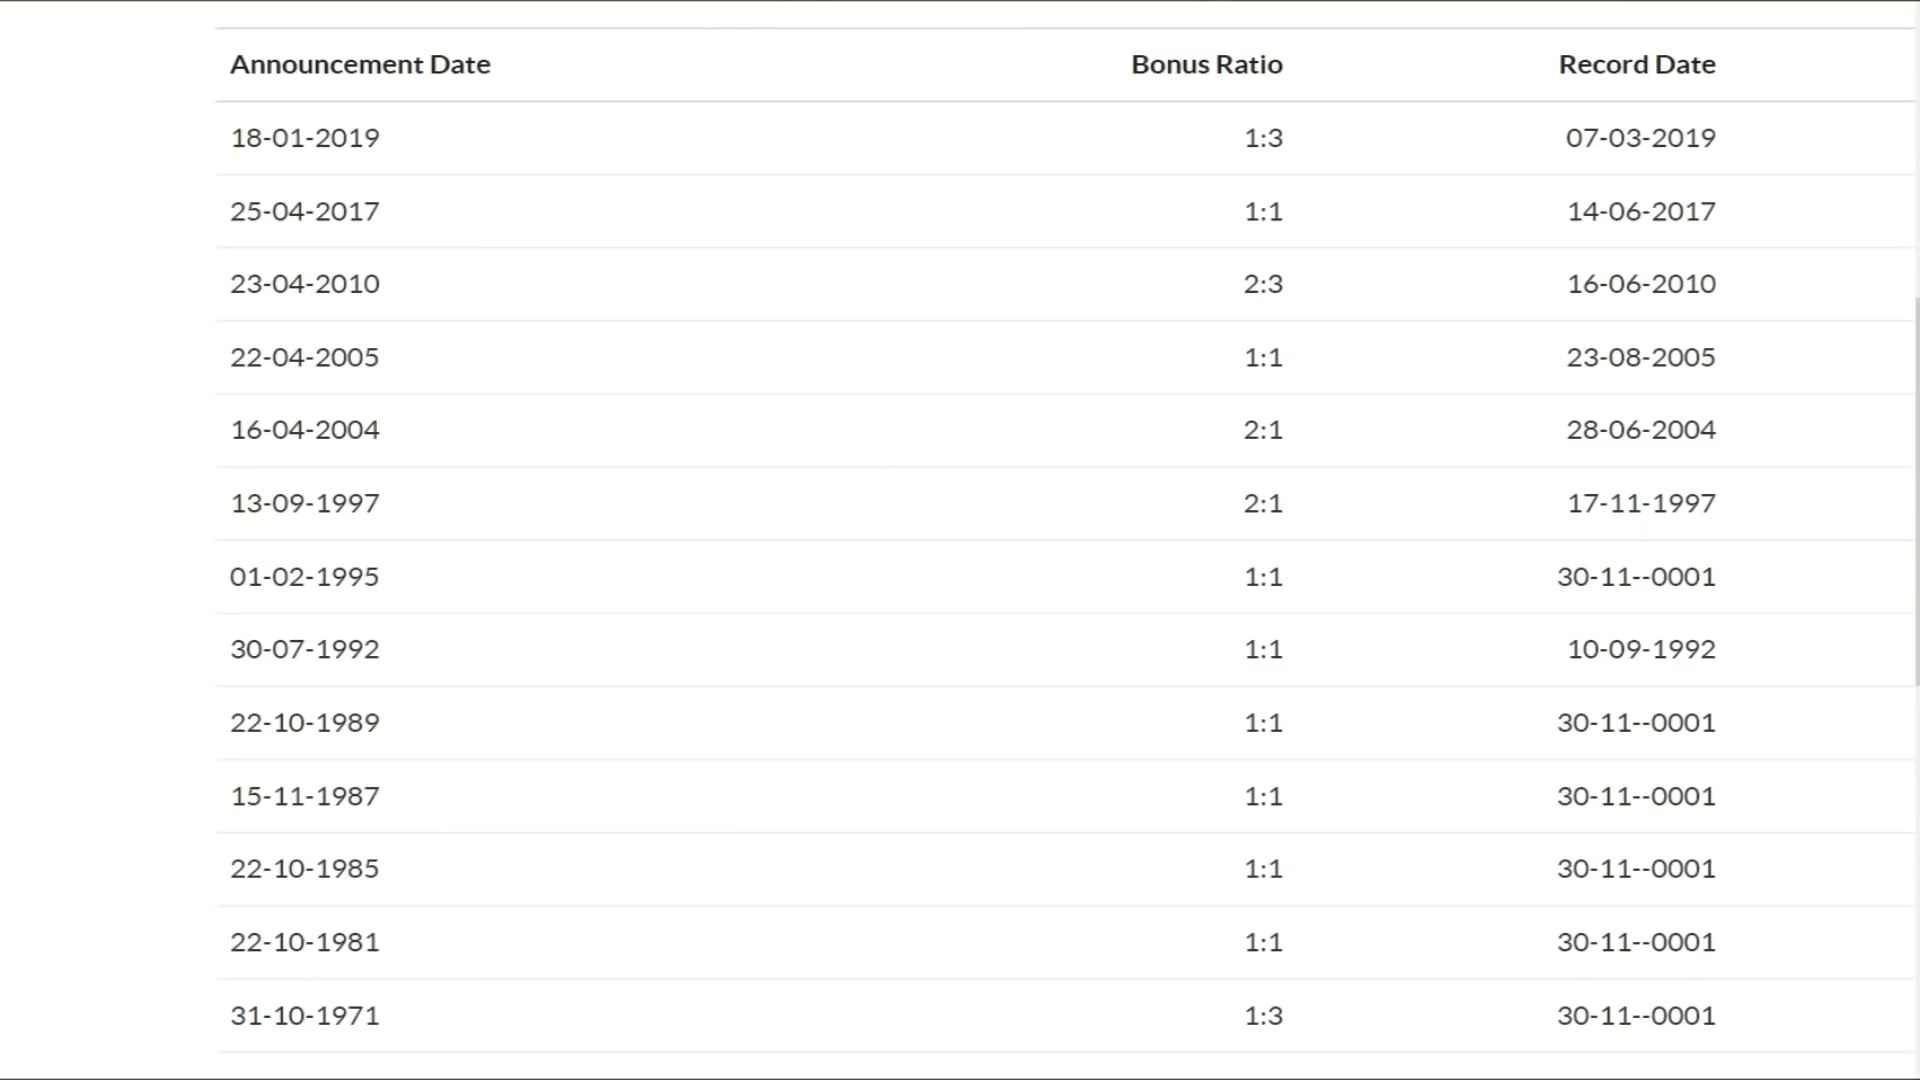 Announcement Date Bonus Ratio Record Date
18-01-2019 1:3 07-03-2019
25-04-2017 1:1 14-06-2017
23-04-2010 2:3 16-06-2010
22-04-2005 1:1 23-08-2005
16-04-2004 2:1 28-06-2004
13-09-1997 2:1 17-11-1997
01-02-1995 1:1 30-11--0001
30-07-1992 1:1 10-09-1992
22-10-1989 1:1 30-11--0001
15-11-1987 1:1 30-11--0001
22-10-1985 1:1 30-11--0001
22-10-1981 1:1 30-11--0001
31-10-1971 1:3 30-11--0001